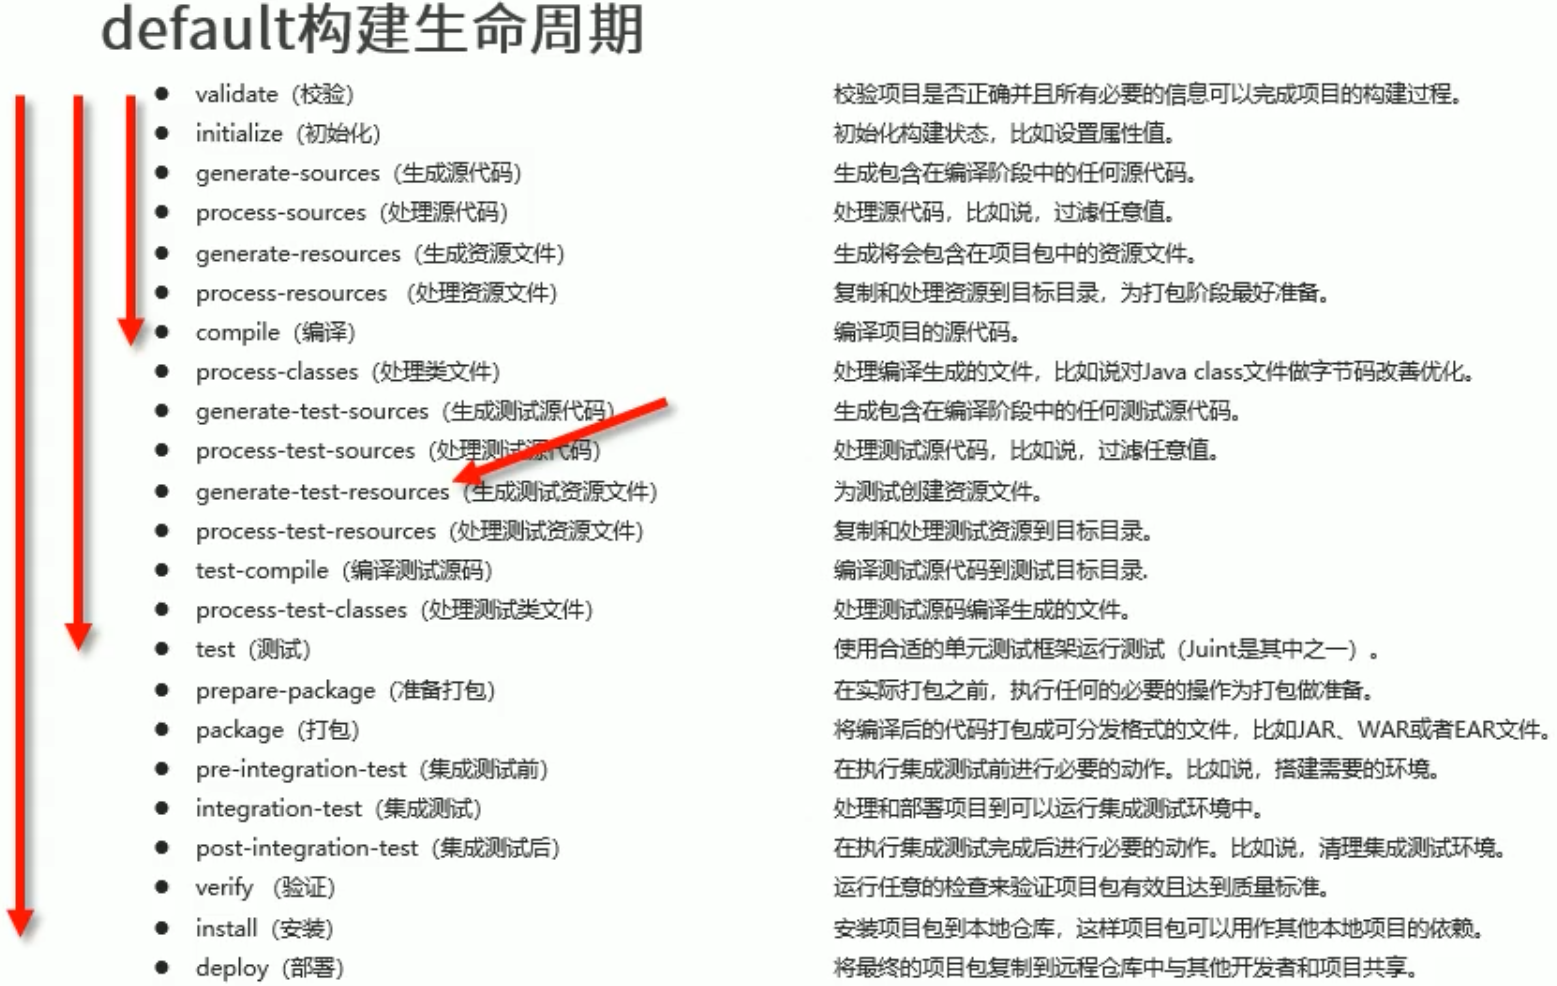 default构建生命周期
● validate（校验） 校验项目是否正确并且所有必要的信息可以完成项目的构建过程。
● initialize（初始化） 初始化构建状态，比如设置属性值。
● generate-sources（生成源代码） 生成包含在编译阶段中的任何源代码。
● process-sources（处理源代码） 处理源代码，比如说，过滤任意值。
● generate-resources（生成资源文件） 生成将会包含在项目包中的资源文件。
● process-resources （处理资源文件） 复制和处理资源到目标目录，为打包阶段最好准备。
● compile（编译） 编译项目的源代码。
● process-classes（处理类文件） 处理编译生成的文件，比如说对Java class文件做字节码改善优化。
● generate-test-sources（生成测试源代码） 生成包含在编译阶段中的任何测试源代码。
● process-test-sources（处理测试源代码） 处理测试源代码，比如说，过滤任意值。
● generate-test-resources（生成测试资源文件） 为测试创建资源文件。
● process-test-resources（处理测试资源文件） 复制和处理测试资源到目标目录。
● test-compile（编译测试源码） 编译测试源代码到测试目标目录.
● process-test-classes（处理测试类文件） 处理测试源码编译生成的文件。
● test（测试） 使用合适的单元测试框架运行测试（Juint是其中之一）。
● prepare-package（准备打包） 在实际打包之前，执行任何的必要的操作为打包做准备。
● package（打包） 将编译后的代码打包成可分发格式的文件，比如JAR、WAR或者EAR文件。
● pre-integration-test（集成测试前） 在执行集成测试前进行必要的动作。比如说，搭建需要的环境。
● integration-test（集成测试） 处理和部署项目到可以运行集成测试环境中。
● post-integration-test（集成测试后） 在执行集成测试完成后进行必要的动作。比如说，清理集成测试环境。
● verify （验证） 运行任意的检查来验证项目包有效且达到质量标准。
● install（安装） 安装项目包到本地仓库，这样项目包可以用作其他本地项目的依赖。
● deploy（部署） 将最终的项目包复制到远程仓库中与其他开发者和项目共享。